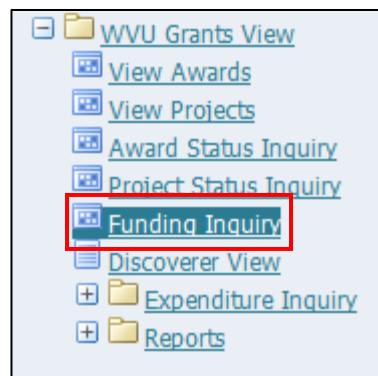 WVU Grants View
View Awards
View Projects
Award Status Inquiry
Project Status Inquiry
Funding Inquiry
Discoverer View
Expenditure Inquiry
Reports